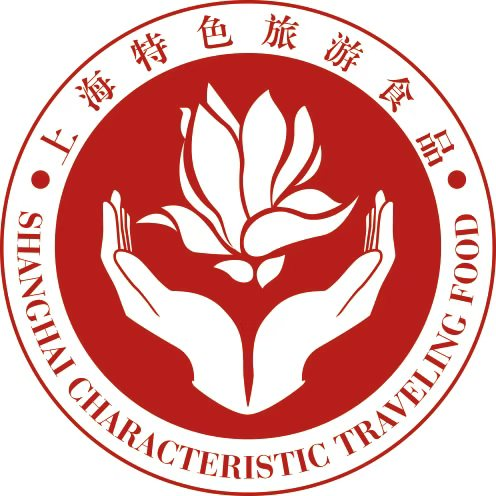 上海特色旅游食品
SHANGHAI CHARACTERISTIC TRAVELING FOOD